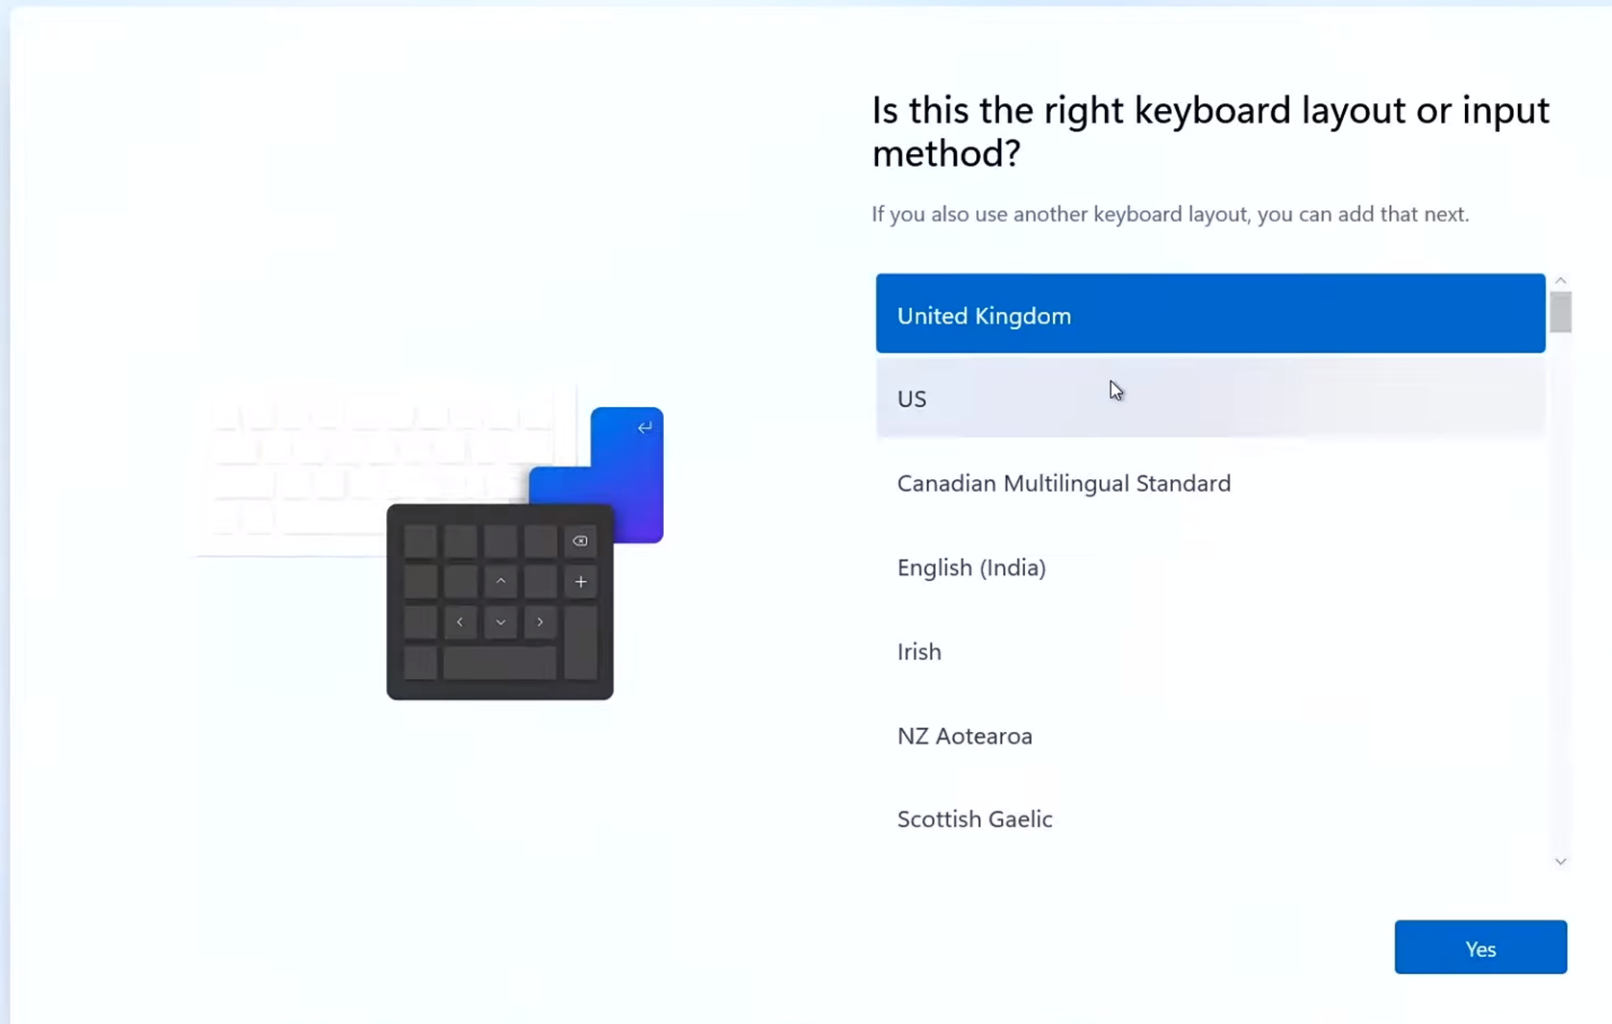 Is this the right keyboard layout or input
method?
If you also use another keyboard layout, you can add that next.
United Kingdom
US
Canadian Multilingual Standard
English (India)
Irish
NZ Aotearoa
Scottish Gaelic
Yes